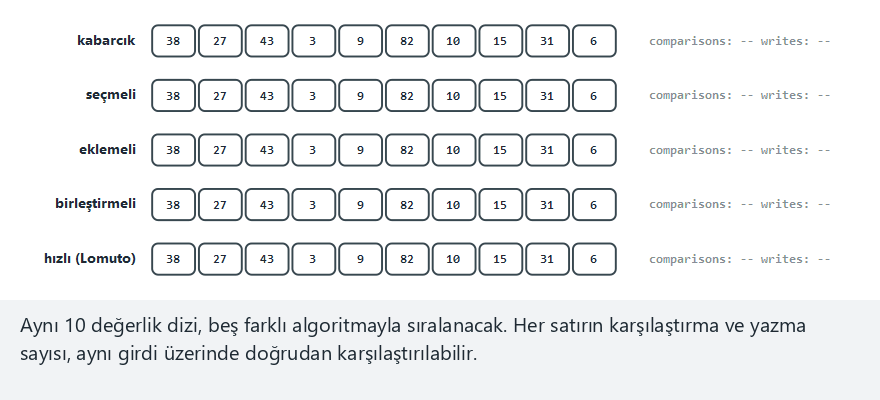 kabarcık 38 27 43 3 9 82 10 15 31 6 comparisons: -- writes: --
seçmeli 38 27 43 3 9 82 10 15 31 6 comparisons: -- writes: --
eklemeli 38 27 43 3 9 82 10 15 31 6 comparisons: -- writes: --
birleştirmeli 38 27 43 3 9 82 10 15 31 6 comparisons: -- writes: --
hızlı (Lomuto) 38 27 43 3 9 82 10 15 31 6 comparisons: -- writes: --
Aynı 10 değerlik dizi, beş farklı algoritmayla sıralanacak. Her satırın karşılaştırma ve yazma
sayısı, aynı girdi üzerinde doğrudan karşılaştırılabilir.